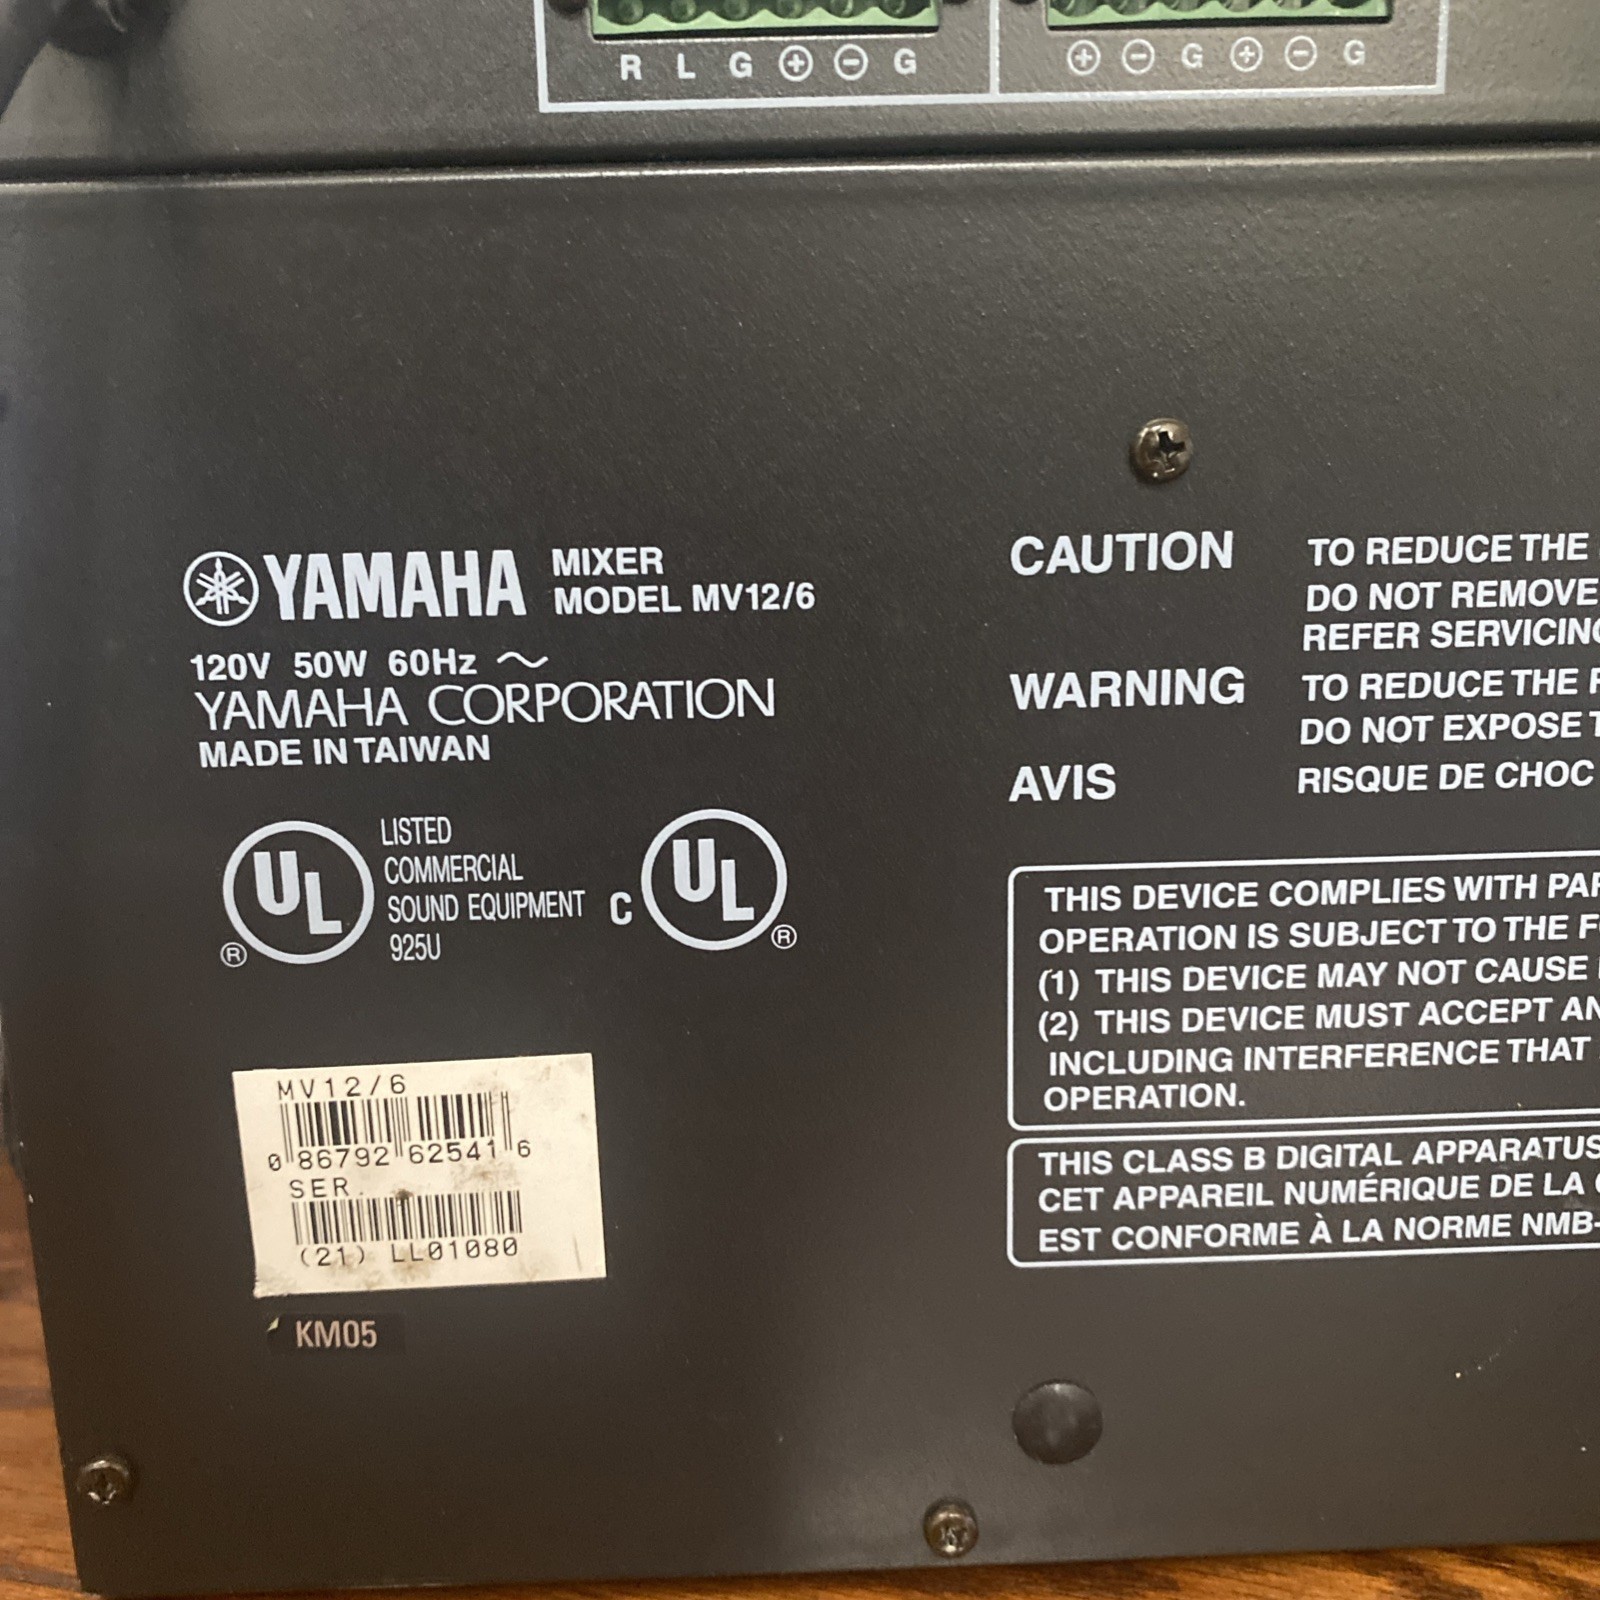 R L G + - G
+ - G + - G
YAMAHA MIXER
MODEL MV12/6
120V 50W 60Hz ~
YAMAHA CORPORATION
MADE IN TAIWAN
UL ® LISTED
COMMERCIAL
SOUND EQUIPMENT
925U
C UL ®
MV12/6
0 86792 62541 6
SER.
(21) LL01080
KM05
CAUTION TO REDUCE THE
DO NOT REMOVE
REFER SERVICING
WARNING TO REDUCE THE
DO NOT EXPOSE
AVIS RISQUE DE CHOC
THIS DEVICE COMPLIES WITH
OPERATION IS SUBJECT TO THE
(1) THIS DEVICE MAY NOT CAUSE
(2) THIS DEVICE MUST ACCEPT
INCLUDING INTERFERENCE THAT
OPERATION.
THIS CLASS B DIGITAL APPARATUS
CET APPAREIL NUMÉRIQUE DE LA
EST CONFORME À LA NORME NMB-